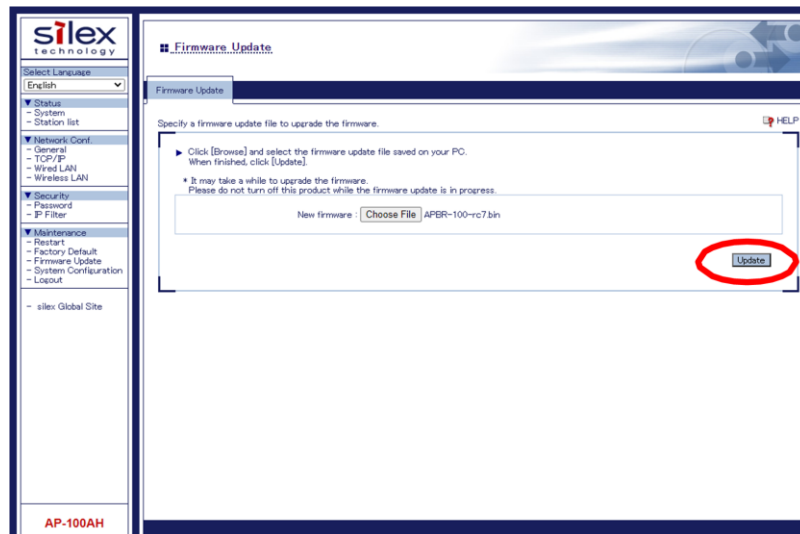 silex
technology
Select Language
English
▼ Status
- System
- Station list
▼ Network Conf.
- General
- TCP/IP
- Wired LAN
- Wireless LAN
▼ Security
- Password
- IP Filter
▼ Maintenance
- Restart
- Factory Default
- Firmware Update
- System Configuration
- Logout
- silex Global Site
AP-100AH
Firmware Update
Firmware Update
Specify a firmware update file to upgrade the firmware.
HELP
Click [Browse] and select the firmware update file saved on your PC.
When finished, click [Update].
* It may take a while to upgrade the firmware.
Please do not turn off this product while the firmware update is in progress.
New firmware : Choose File APBR-100-rc7.bin
Update